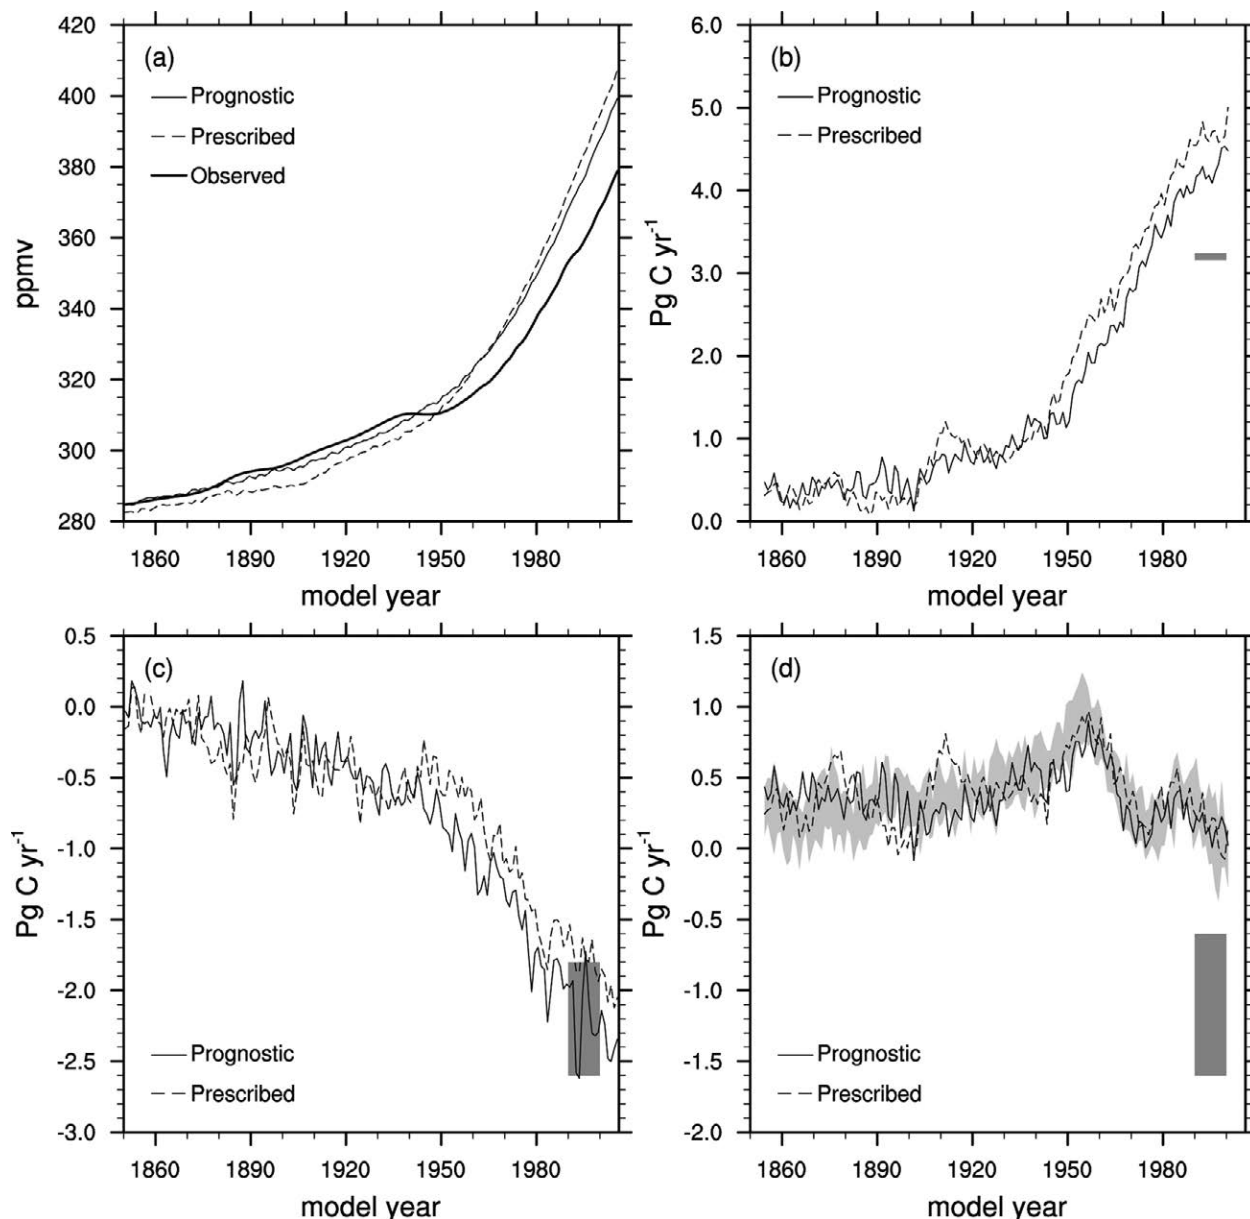 (a)
Prognostic
Prescribed
Observed
420
400
380
360
340
320
300
280
ppmv
1860 1890 1920 1950 1980
model year
(b)
Prognostic
Prescribed
6.0
5.0
4.0
3.0
2.0
1.0
0.0
Pg C yr-1
1860 1890 1920 1950 1980
model year
(c)
0.5
0.0
-0.5
-1.0
-1.5
-2.0
-2.5
-3.0
Pg C yr-1
Prognostic
Prescribed
1860 1890 1920 1950 1980
model year
(d)
1.5
1.0
0.5
0.0
-0.5
-1.0
-1.5
-2.0
Pg C yr-1
Prognostic
Prescribed
1860 1890 1920 1950 1980
model year